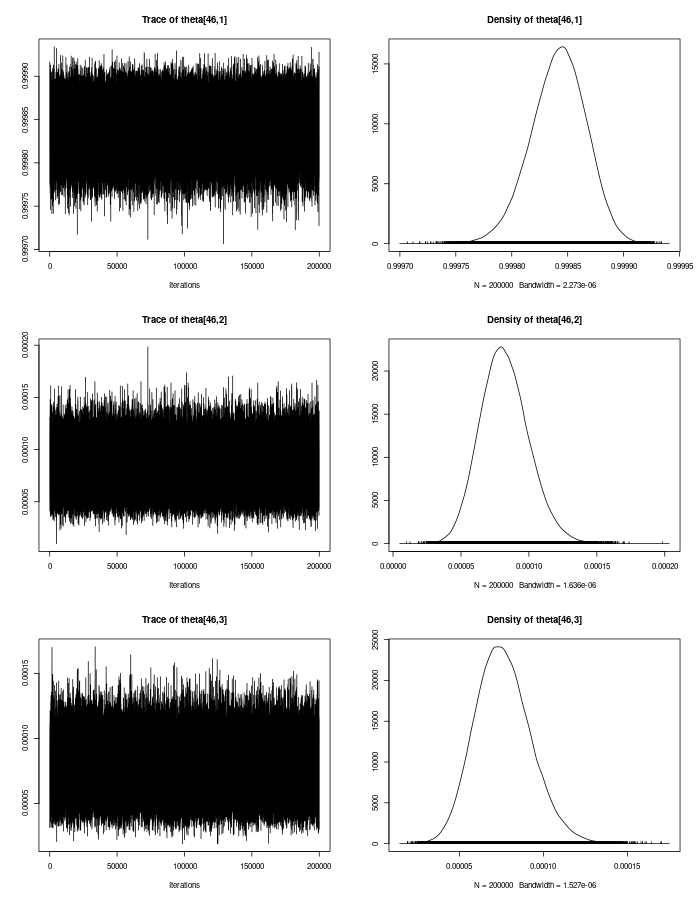 Trace of theta[46,1]
0.99970 0.99975 0.99980 0.99985 0.99990
0 50000 100000 150000 200000
Iterations
Density of theta[46,1]
0 5000 10000 15000
0.99970 0.99975 0.99980 0.99985 0.99990 0.99995
N = 200000 Bandwidth = 2.273e-06
Trace of theta[46,2]
0.00005 0.00010 0.00015 0.00020
0 50000 100000 150000 200000
Iterations
Density of theta[46,2]
0 5000 10000 15000 20000
0.00000 0.00005 0.00010 0.00015 0.00020
N = 200000 Bandwidth = 1.636e-06
Trace of theta[46,3]
0.00005 0.00010 0.00015
0 50000 100000 150000 200000
Iterations
Density of theta[46,3]
0 5000 10000 15000 20000 25000
0.00005 0.00010 0.00015
N = 200000 Bandwidth = 1.527e-06